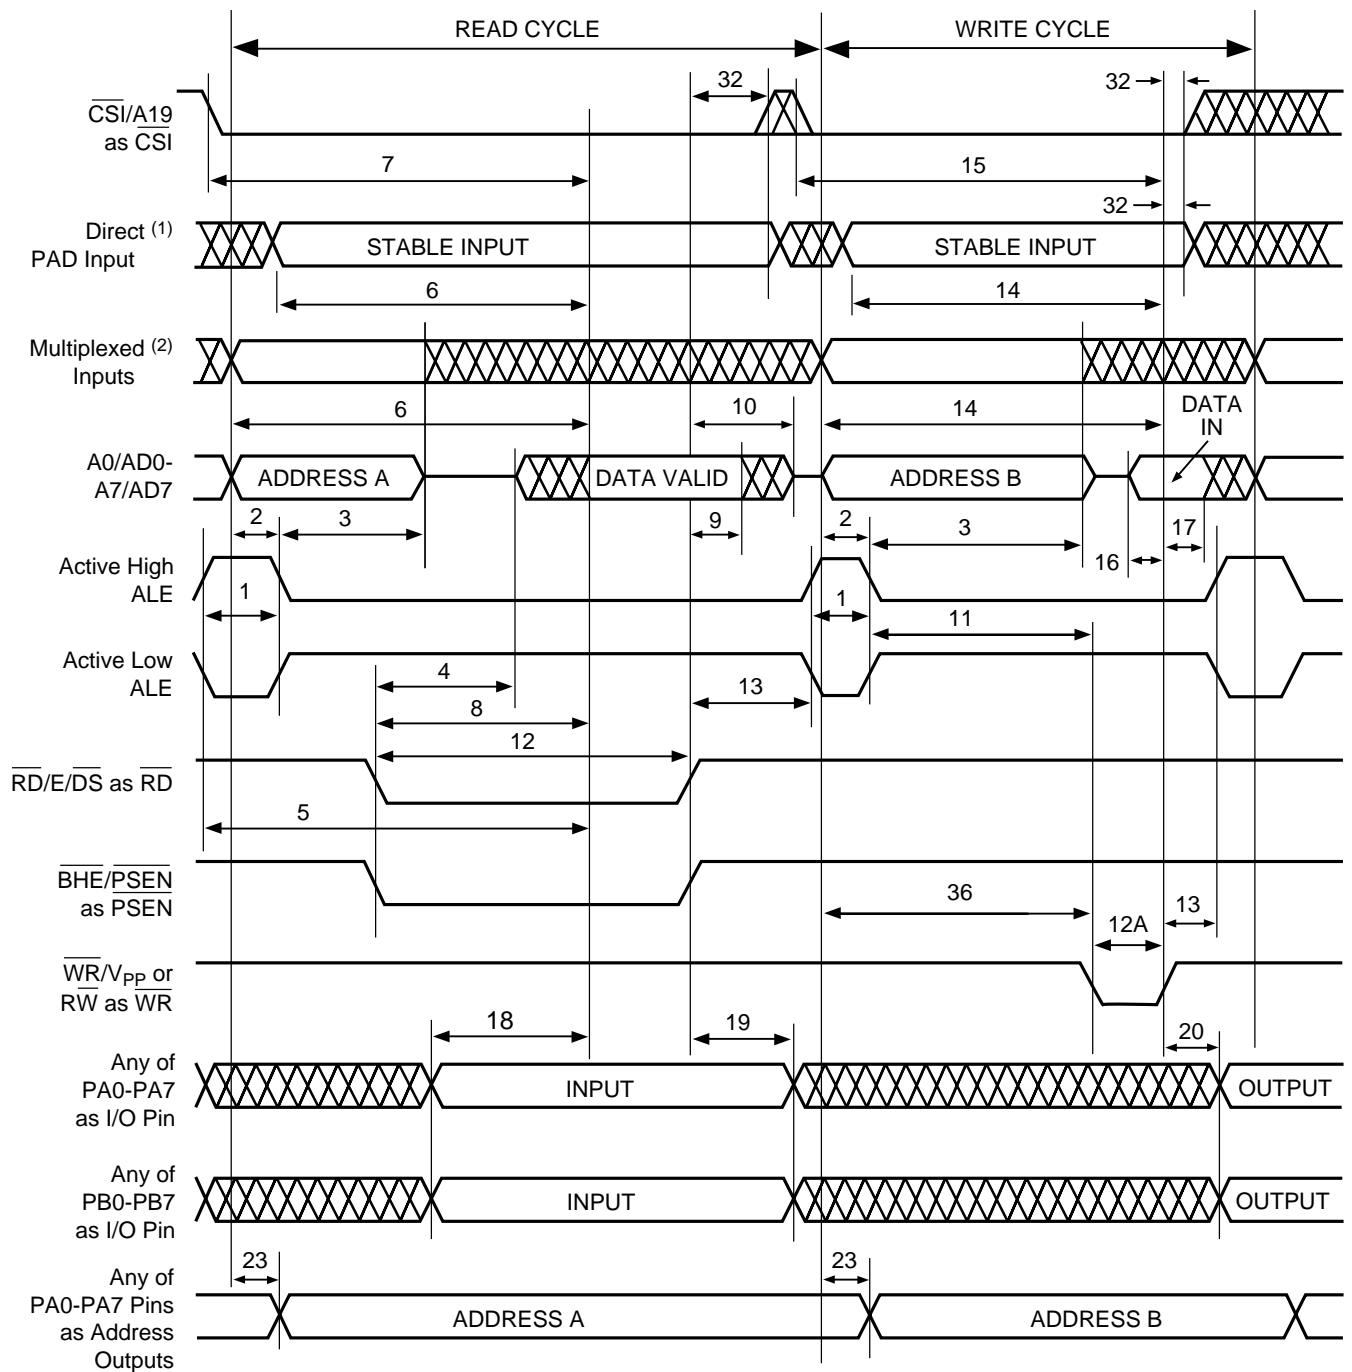 READ CYCLE
WRITE CYCLE
32
32
CSI/A19
as CSI
7
15
32
Direct (1)
PAD Input
STABLE INPUT
STABLE INPUT
6
14
Multiplexed (2)
Inputs
6
10
14
DATA
IN
A0/AD0-
A7/AD7
ADDRESS A
DATA VALID
ADDRESS B
2
3
9
2
3
16
17
Active High
ALE
1
1
11
Active Low
ALE
4
13
8
12
RD/E/DS as RD
5
BHE/PSEN
as PSEN
36
12A
13
WR/VPP or
RW as WR
18
19
20
Any of
PA0-PA7
as I/O Pin
INPUT
OUTPUT
Any of
PB0-PB7
as I/O Pin
INPUT
OUTPUT
23
23
Any of
PA0-PA7 Pins
as Address
Outputs
ADDRESS A
ADDRESS B